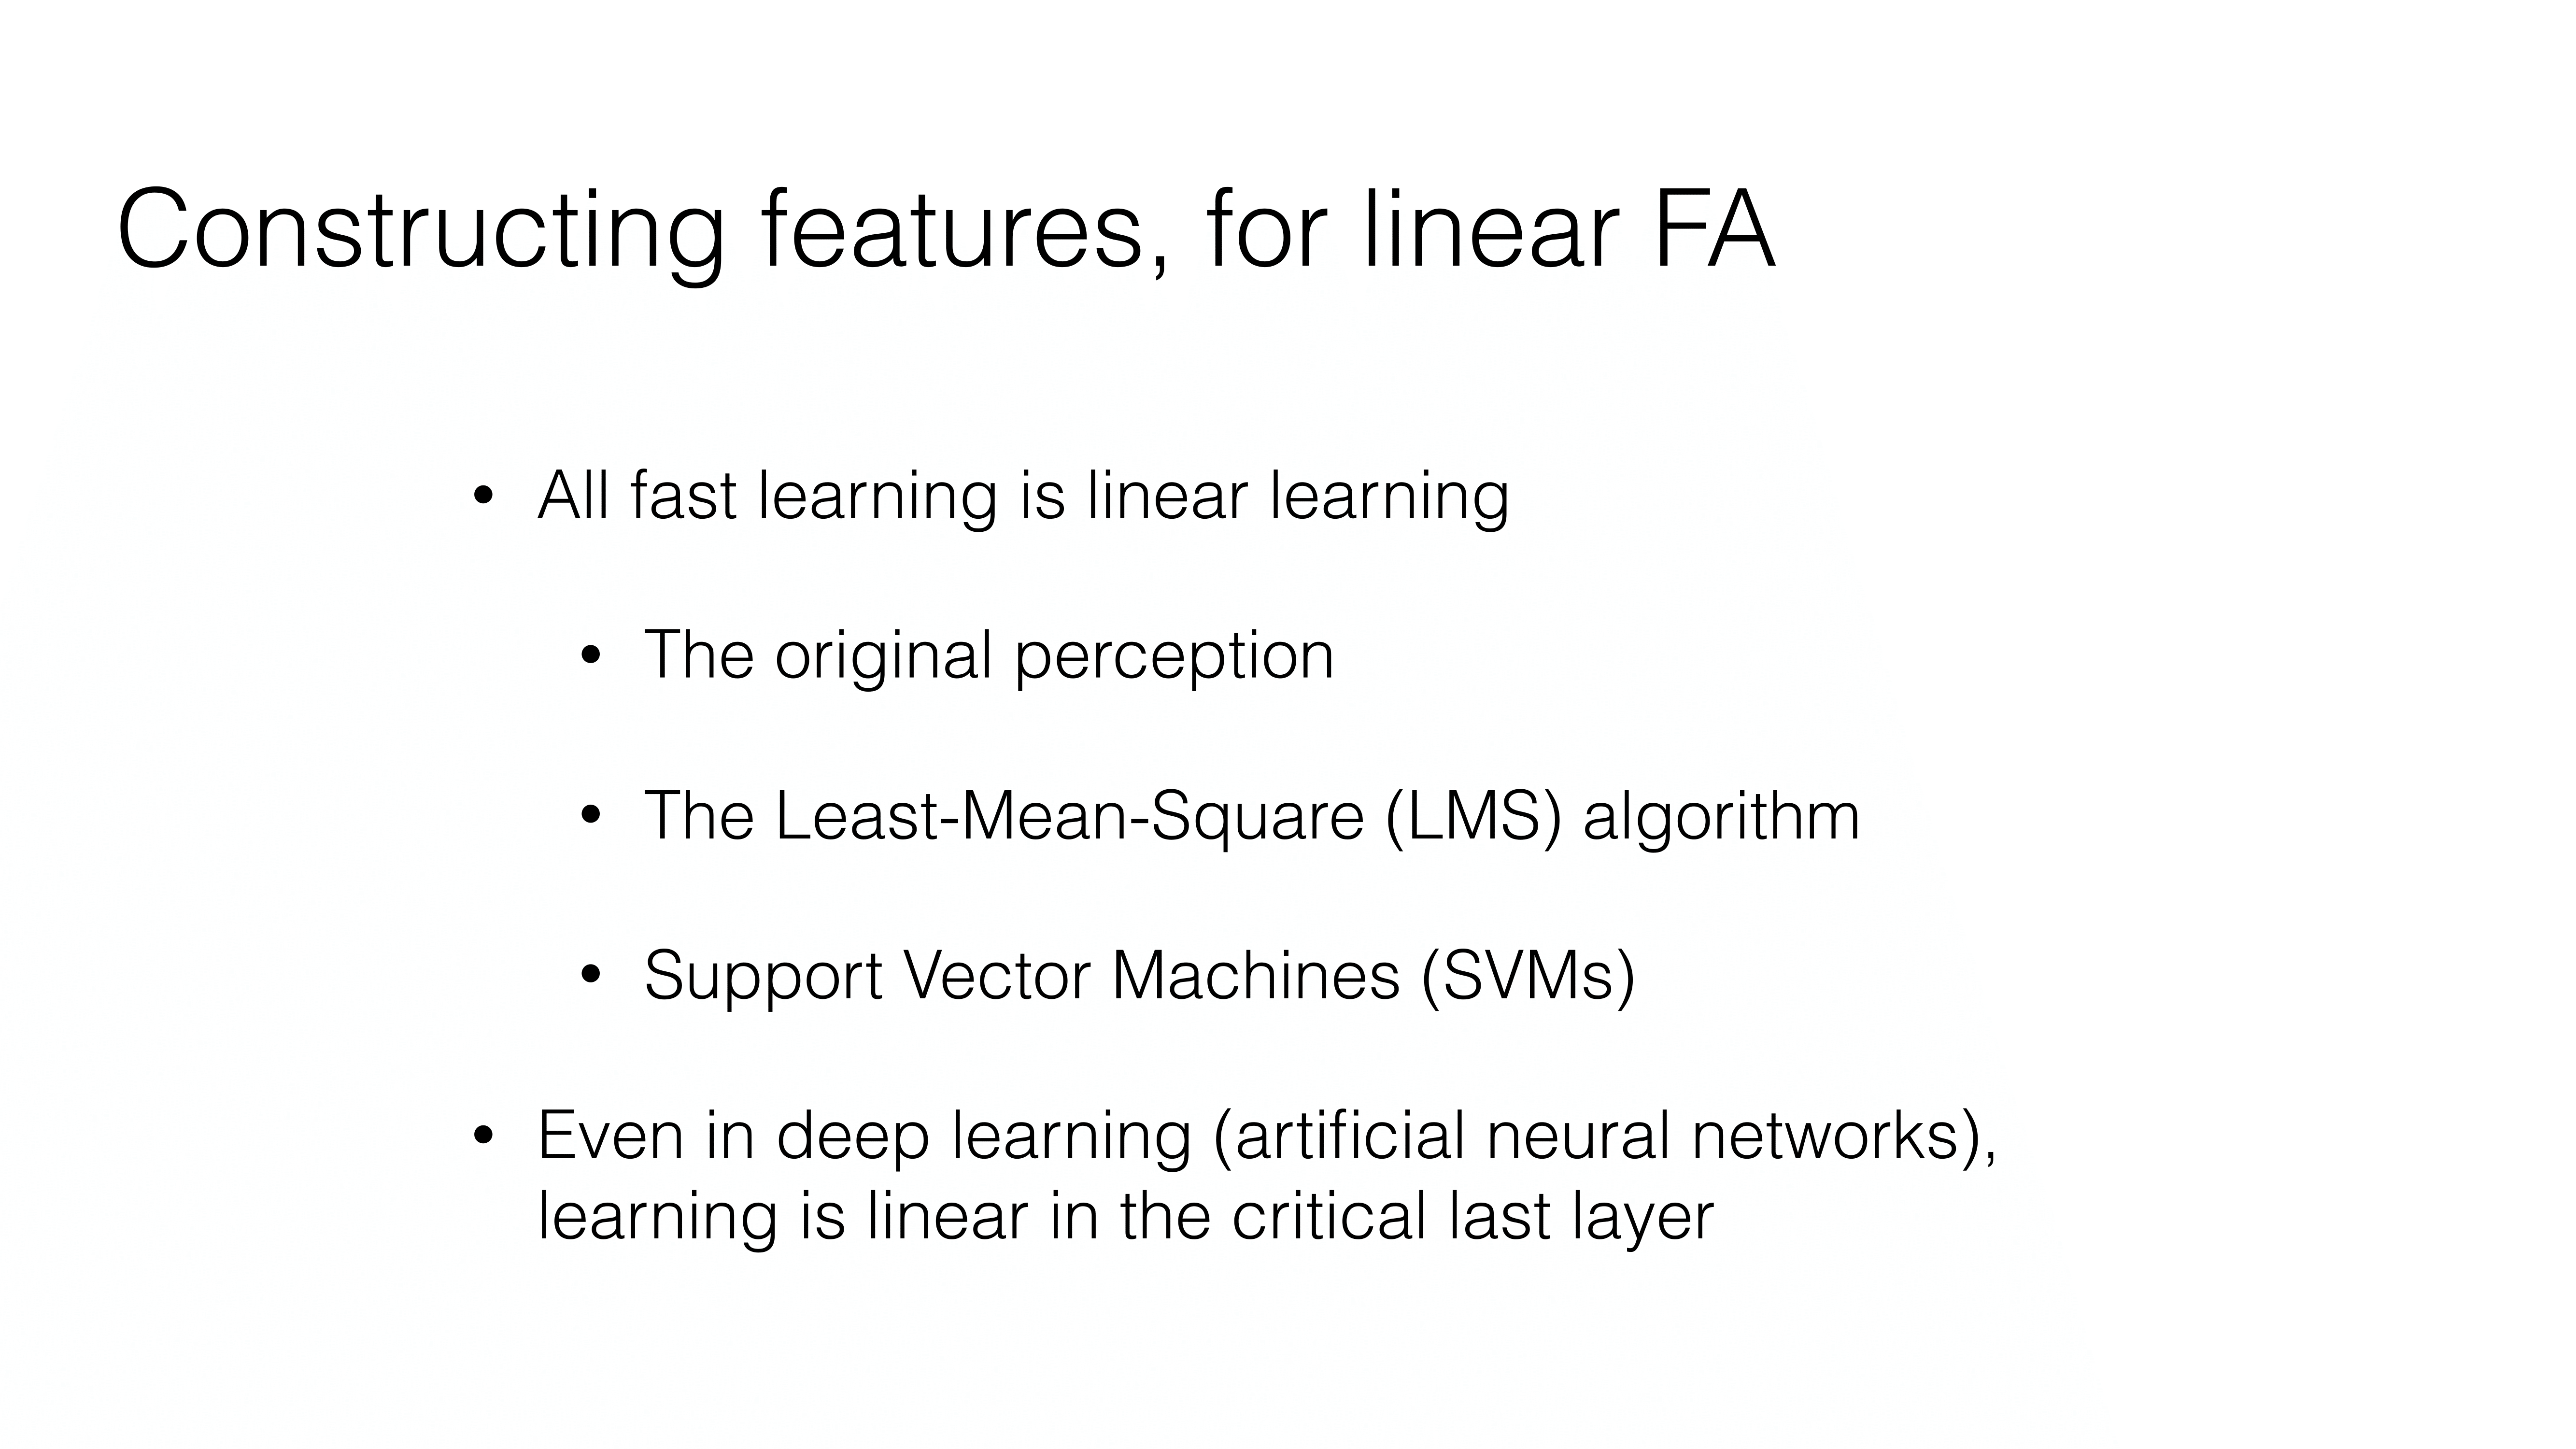 Constructing features, for linear FA
• All fast learning is linear learning
• The original perception
• The Least-Mean-Square (LMS) algorithm
• Support Vector Machines (SVMs)
• Even in deep learning (artificial neural networks),
learning is linear in the critical last layer